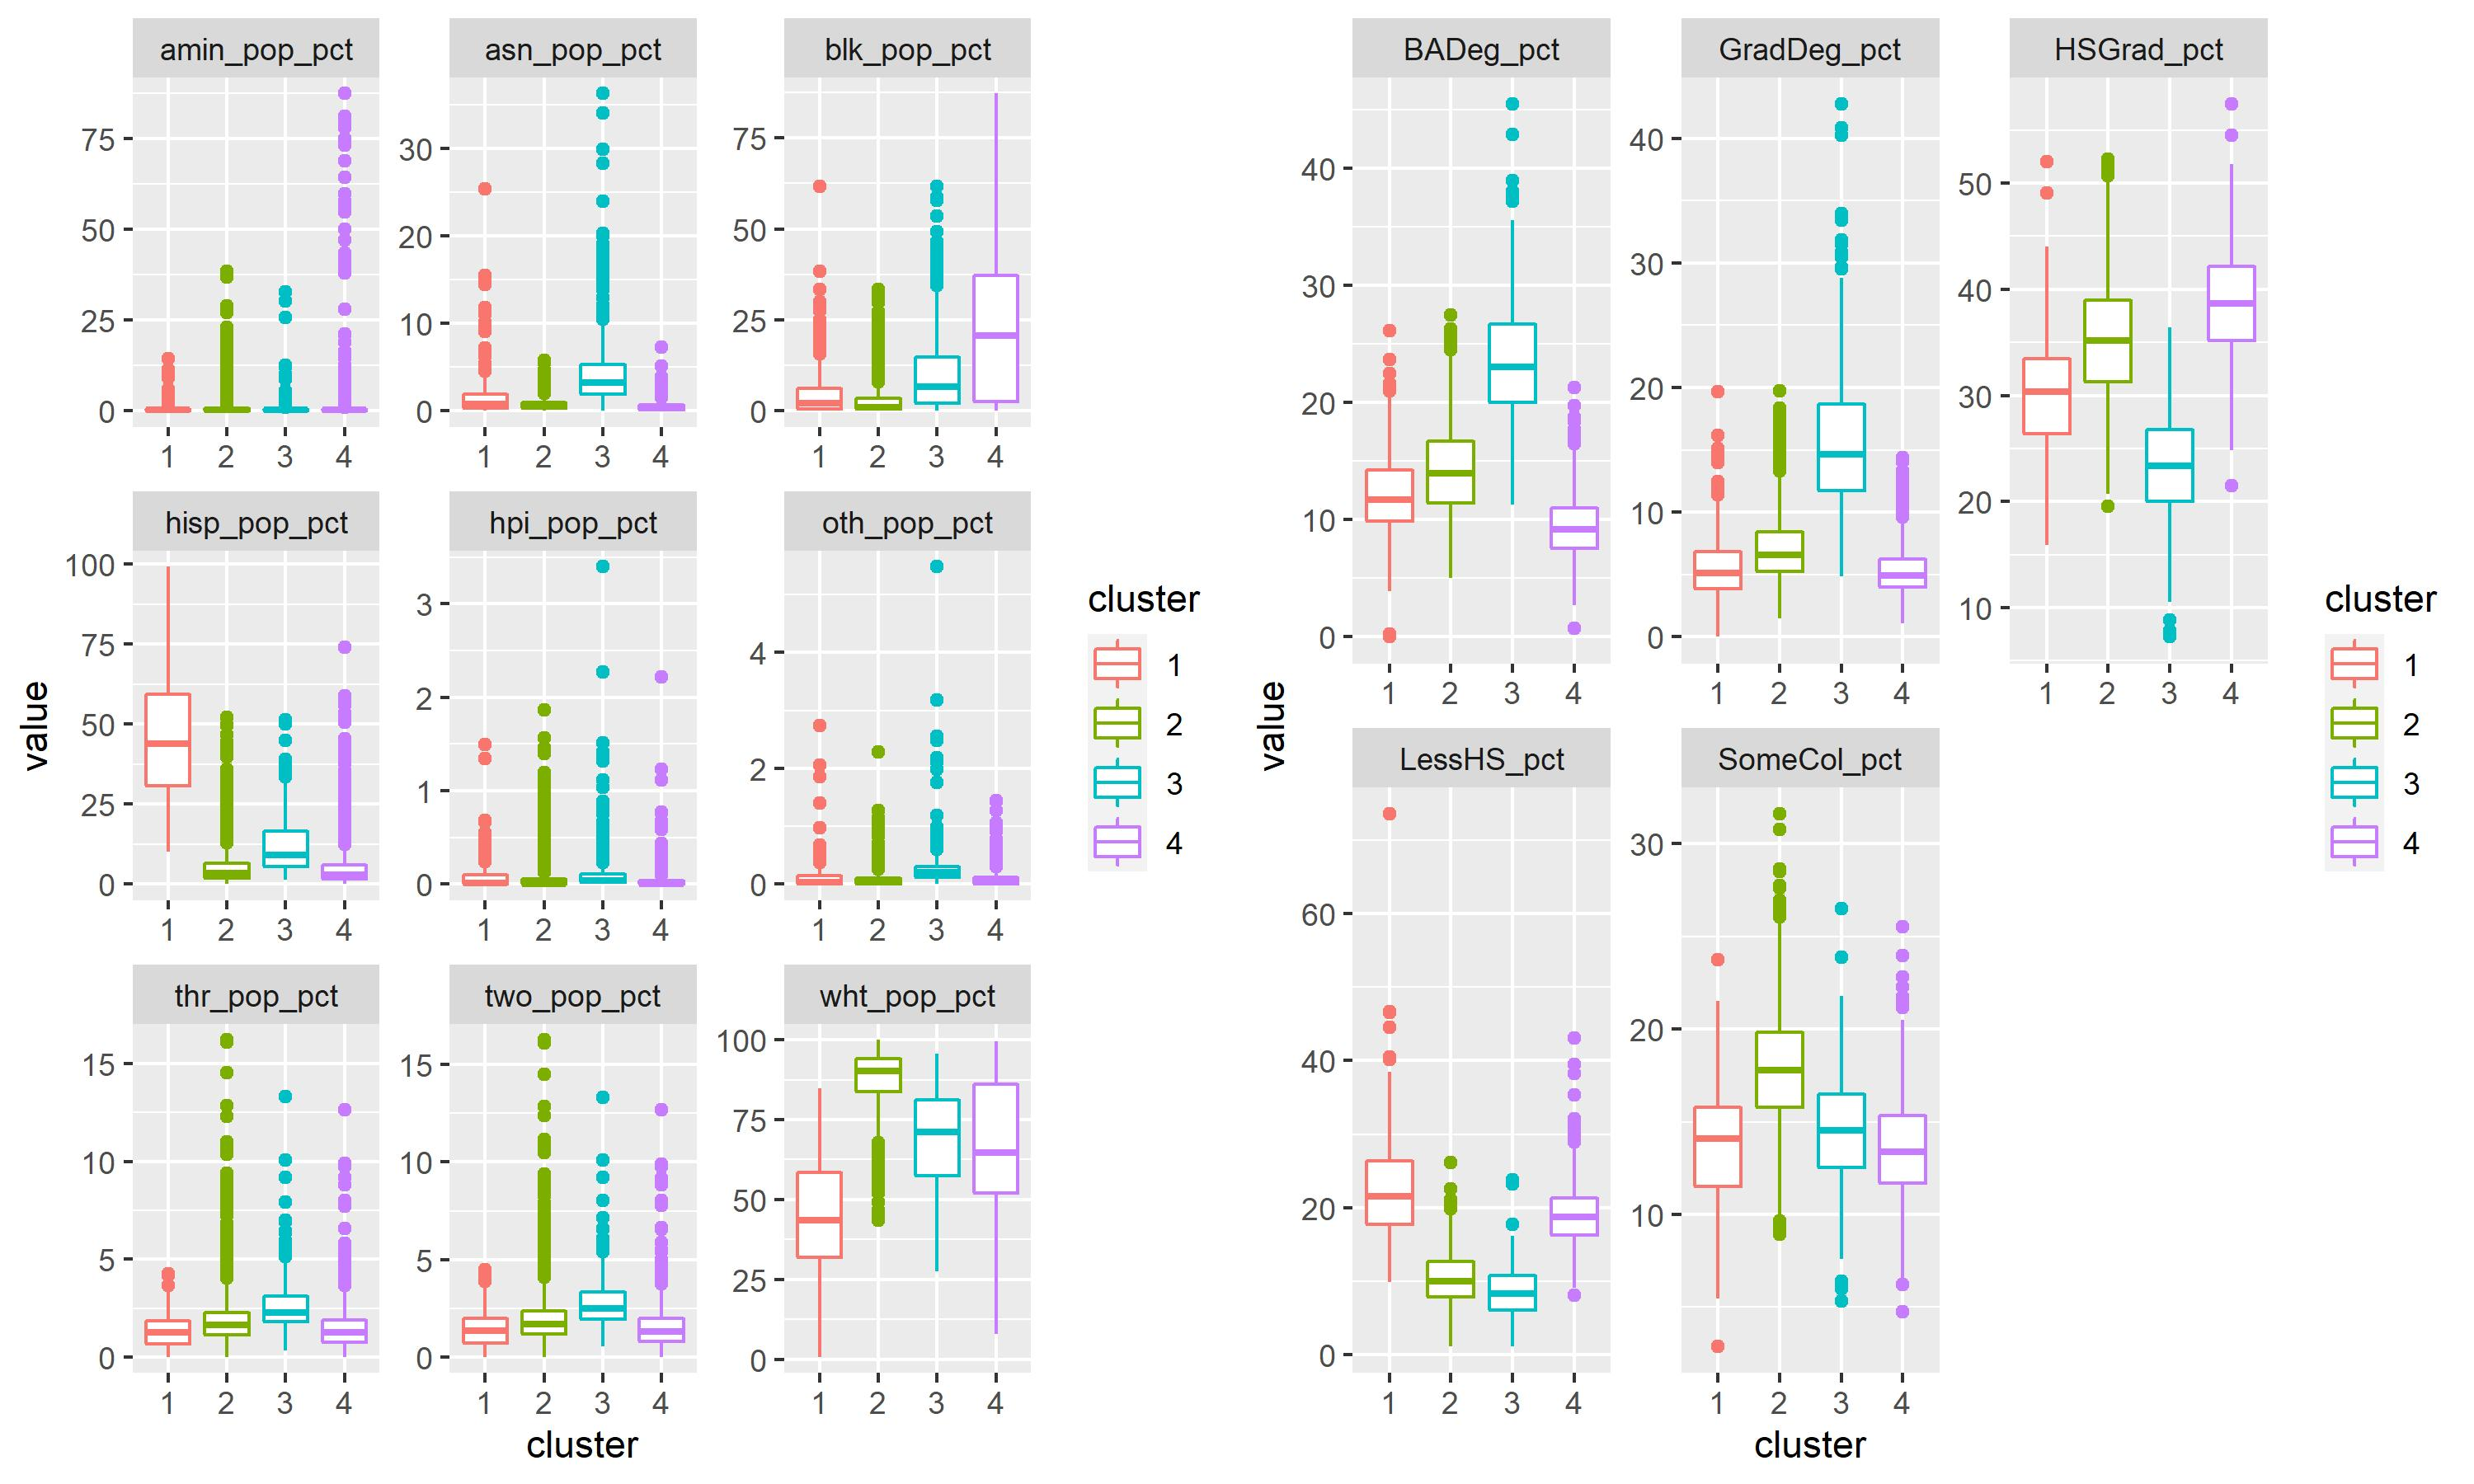 amin_pop_pct asn_pop_pct blk_pop_pct
75 50 25 0
30 20 10 0
75 50 25 0
1 2 3 4 1 2 3 4 1 2 3 4
hisp_pop_pct hpi_pop_pct oth_pop_pct
100 75 50 25 0
3 2 1 0
4 2 0
1 2 3 4 1 2 3 4 1 2 3 4
thr_pop_pct two_pop_pct wht_pop_pct
15 10 5 0
15 10 5 0
100 75 50 25 0
1 2 3 4 1 2 3 4 1 2 3 4
value
cluster
cluster
1
2
3
4
BADeg_pct GradDeg_pct HSGrad_pct
40 30 20 10 0
40 30 20 10 0
50 40 30 20 10
1 2 3 4 1 2 3 4 1 2 3 4
LessHS_pct SomeCol_pct
60 40 20 0
30 20 10
1 2 3 4 1 2 3 4
value
cluster
cluster
1
2
3
4